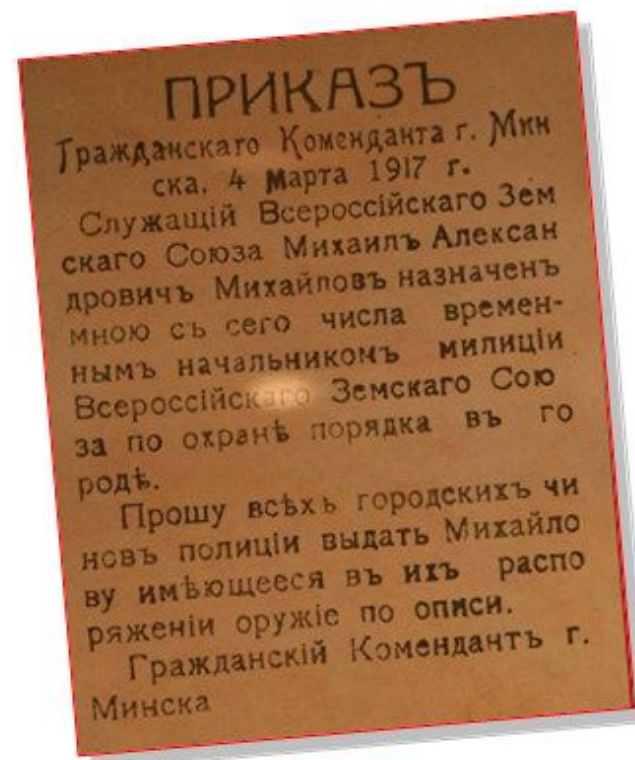 ПРИКАЗЪ
Гражданскаго Коменданта г. Мин
ска. 4 Марта 1917 г.
Служащій Всероссійскаго Зем
скаго Союза Михаилъ Алексан
дровичъ Михайловъ назначенъ
мною съ сего числа времен-
нымъ начальникомъ милиціи
Всероссійскаго Земскаго Сою
за по охранѣ порядка въ го
родѣ.
Прошу всѣхъ городскихъ чи
новъ полиціи выдать Михайло
ву имѣющееся въ ихъ распо
ряженіи оружіе по описи.
Гражданскій Комендантъ г.
Минска